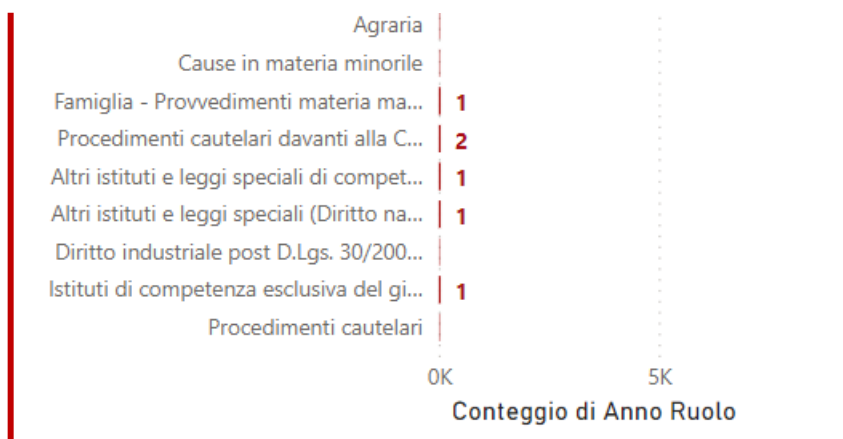 Agraria
Cause in materia minorile
Famiglia - Provvedimenti materia ma... 1
Procedimenti cautelari davanti alla C... 2
Altri istituti e leggi speciali di compet... 1
Altri istituti e leggi speciali (Diritto na... 1
Diritto industriale post D.Lgs. 30/200...
Istituti di competenza esclusiva del gi... 1
Procedimenti cautelari
0K 5K
Conteggio di Anno Ruolo